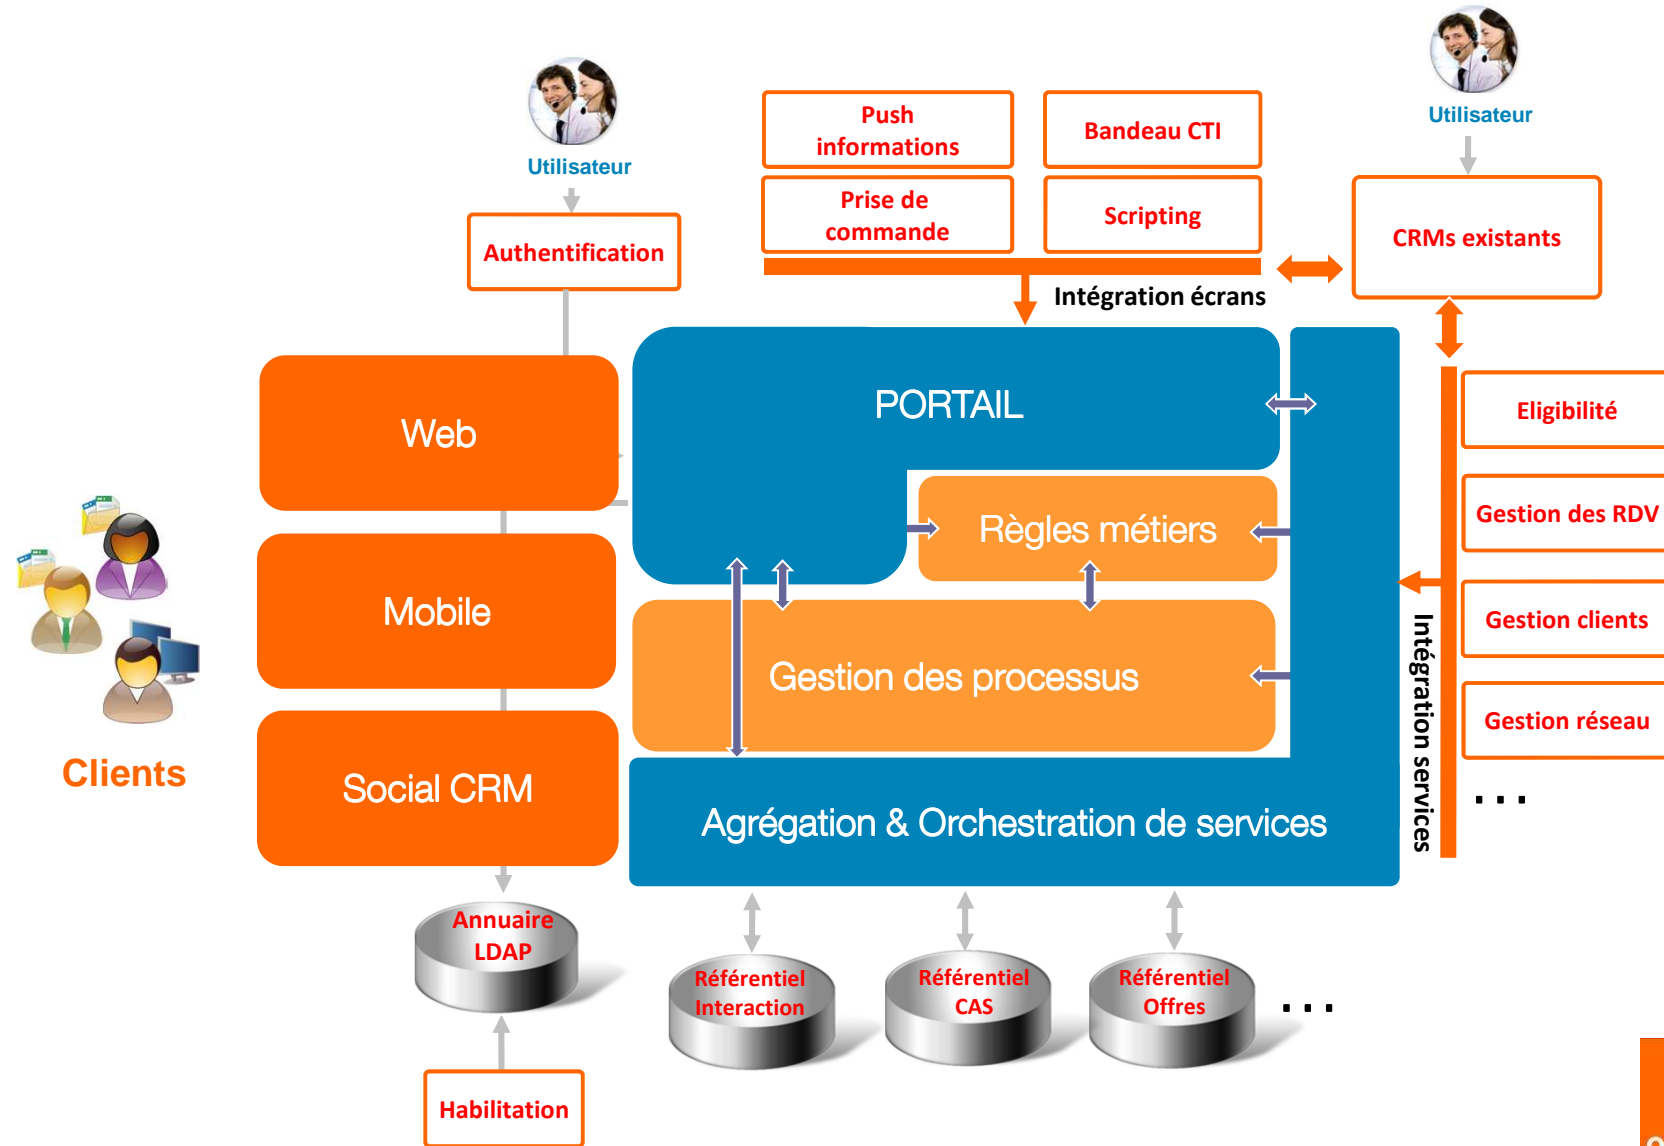 Utilisateur
Utilisateur
Push
informations
Bandeau CTI
Prise de
commande
Scripting
CRMs existants
Authentification
Intégration écrans
PORTAIL
Web
Eligibilité
Règles métiers
Gestion des RDV
Mobile
Gestion clients
Gestion des processus
Gestion réseau
Intégration services
Clients
Social CRM
...
Agrégation & Orchestration de services
Annuaire
LDAP
Référentiel
Interaction
Référentiel
CAS
Référentiel
Offres
...
Habilitation